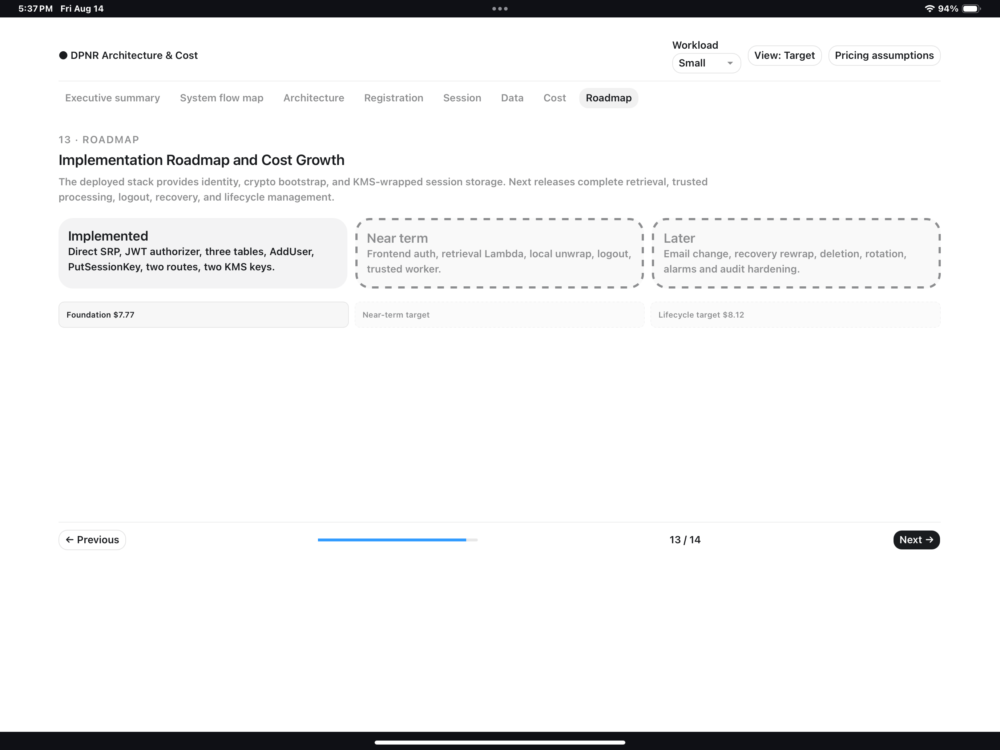 5:37 PM Fri Aug 14
94%
DPNR Architecture & Cost
Workload
Small
View: Target
Pricing assumptions
Executive summary
System flow map
Architecture
Registration
Session
Data
Cost
Roadmap
13 · ROADMAP
Implementation Roadmap and Cost Growth
The deployed stack provides identity, crypto bootstrap, and KMS-wrapped session storage. Next releases complete retrieval, trusted
processing, logout, recovery, and lifecycle management.
Implemented
Direct SRP, JWT authorizer, three tables, AddUser,
PutSessionKey, two routes, two KMS keys.
Near term
Frontend auth, retrieval Lambda, local unwrap, logout,
trusted worker.
Later
Email change, recovery rewrap, deletion, rotation,
alarms and audit hardening.
Foundation $7.77
Near-term target
Lifecycle target $8.12
← Previous
13 / 14
Next →